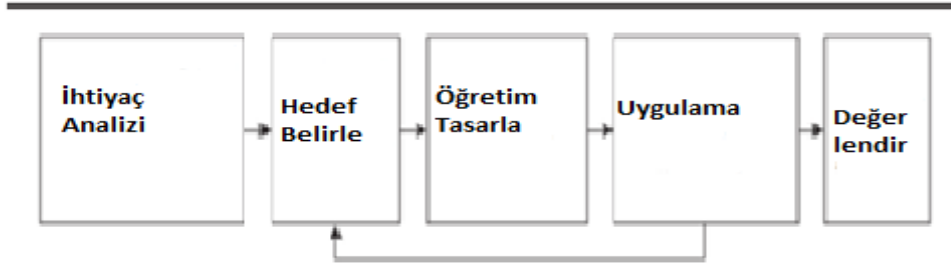 İhtiyaç
Analizi
Hedef
Belirle
Öğretim
Tasarla
Uygulama
Değer
lendir